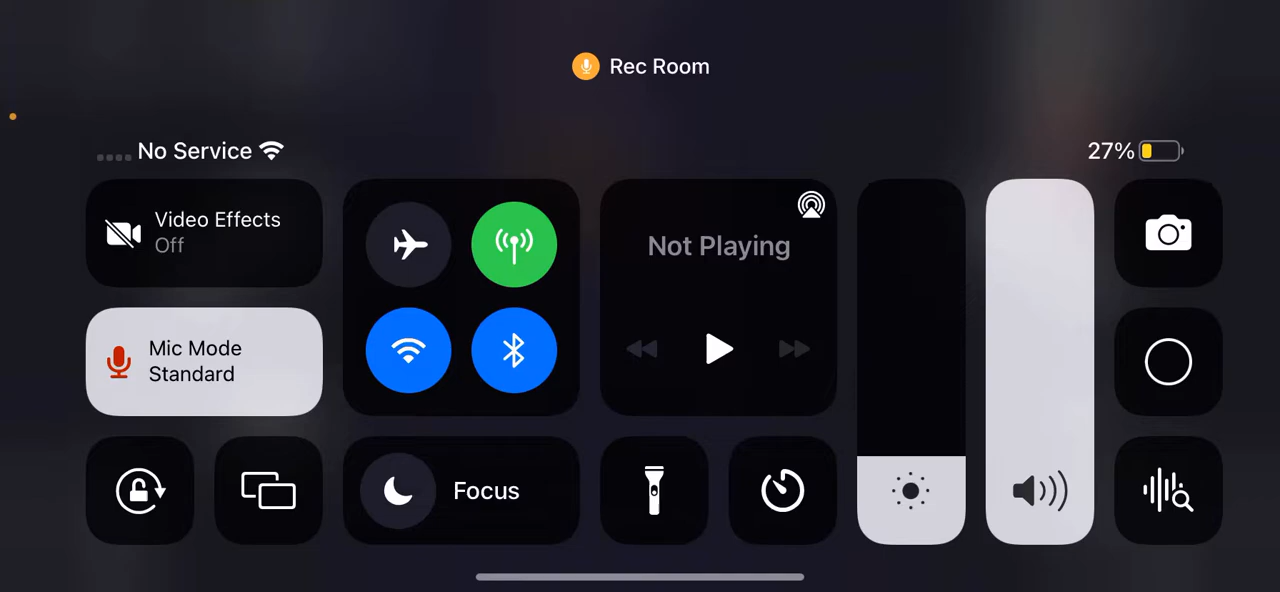 Rec Room
No Service
27%
Video Effects
Off
Not Playing
Mic Mode
Standard
Focus